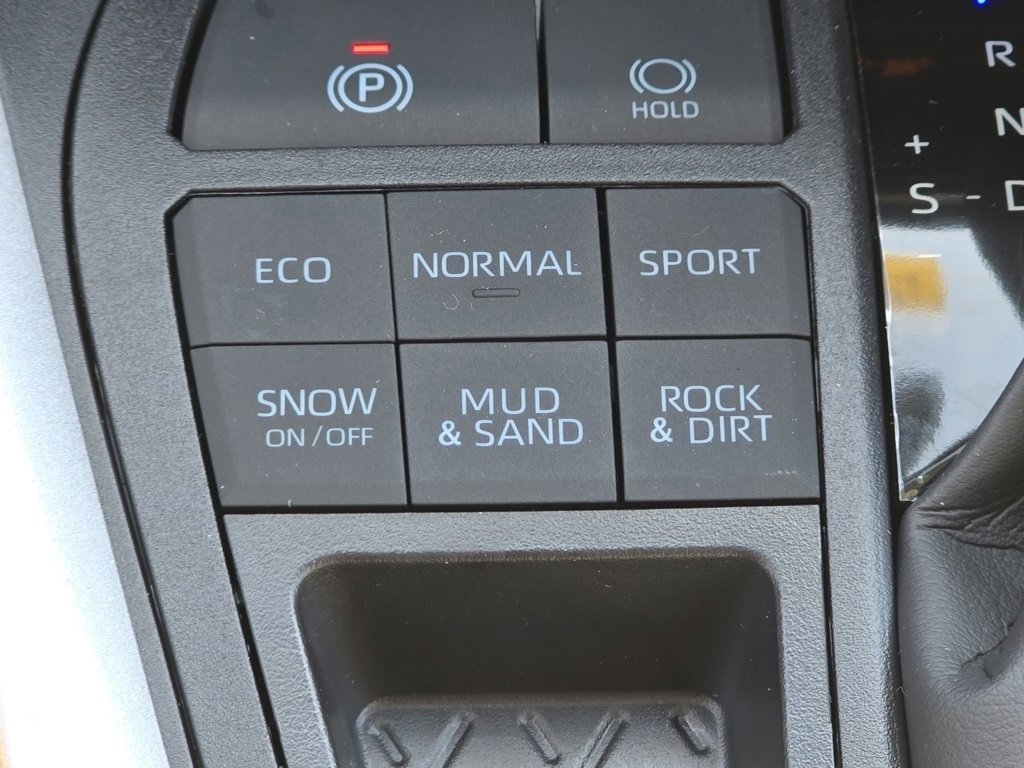 P
HOLD
R
N
+
S - D
ECO
NORMAL
SPORT
SNOW
ON / OFF
MUD
& SAND
ROCK
& DIRT